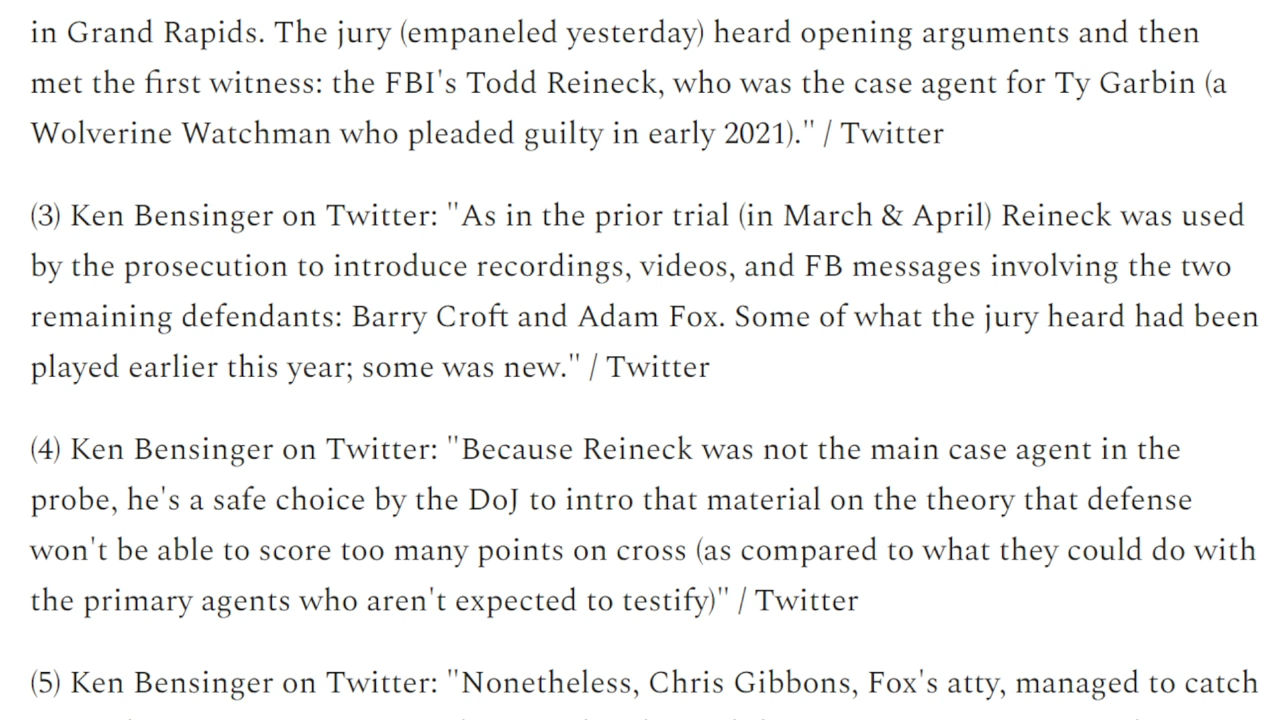 in Grand Rapids. The jury (empaneled yesterday) heard opening arguments and then
met the first witness: the FBI's Todd Reineck, who was the case agent for Ty Garbin (a
Wolverine Watchman who pleaded guilty in early 2021)." / Twitter
(3) Ken Bensinger on Twitter: "As in the prior trial (in March & April) Reineck was used
by the prosecution to introduce recordings, videos, and FB messages involving the two
remaining defendants: Barry Croft and Adam Fox. Some of what the jury heard had been
played earlier this year; some was new." / Twitter
(4) Ken Bensinger on Twitter: "Because Reineck was not the main case agent in the
probe, he's a safe choice by the DoJ to intro that material on the theory that defense
won't be able to score too many points on cross (as compared to what they could do with
the primary agents who aren't expected to testify)" / Twitter
(5) Ken Bensinger on Twitter: "Nonetheless, Chris Gibbons, Fox's atty, managed to catch